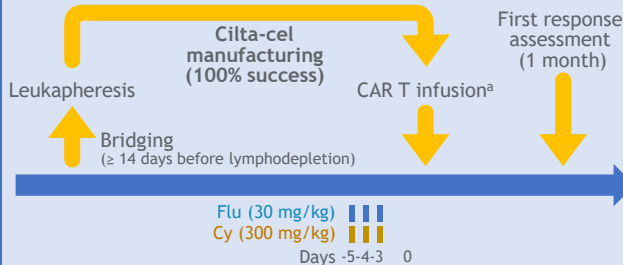 Cilta-cel
manufacturing
(100% success)
First response
assessment
(1 month)
Leukapheresis
CAR T infusionᵃ
Bridging
(≥ 14 days before lymphodepletion)
Flu (30 mg/kg)
Cy (300 mg/kg)
Days -5-4-3 0